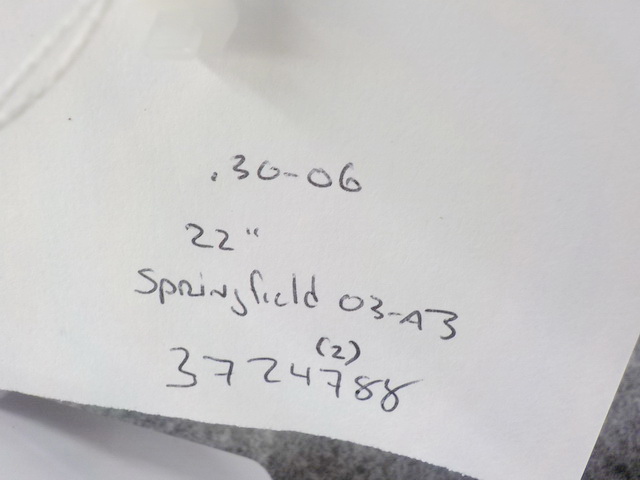 .30-06
22"
Springfield 03-A3
(2)
3724788